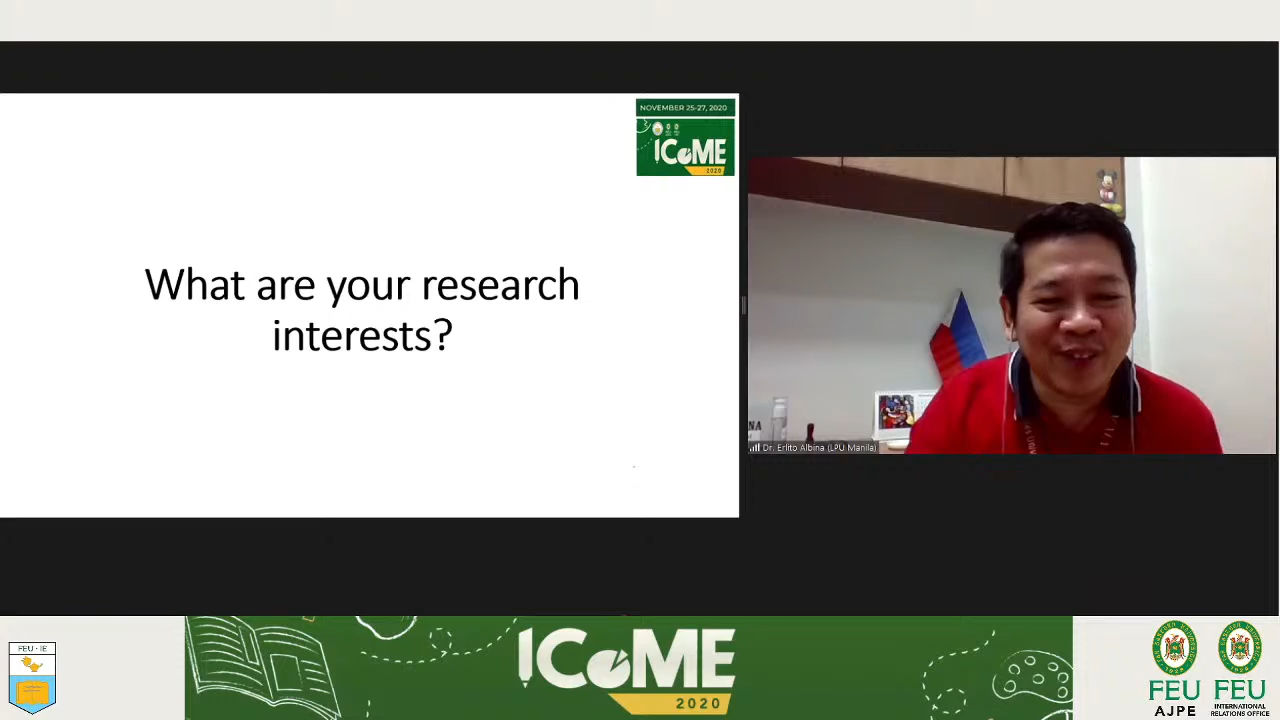 NOVEMBER 25-27, 2020
ICoME
2020
What are your research
interests?
Dr. Erlito Albina (LPU Manila)
FEU - IE
ICoME
2020
FEU
AJPE
FEU
INTERNATIONAL
RELATIONS OFFICE